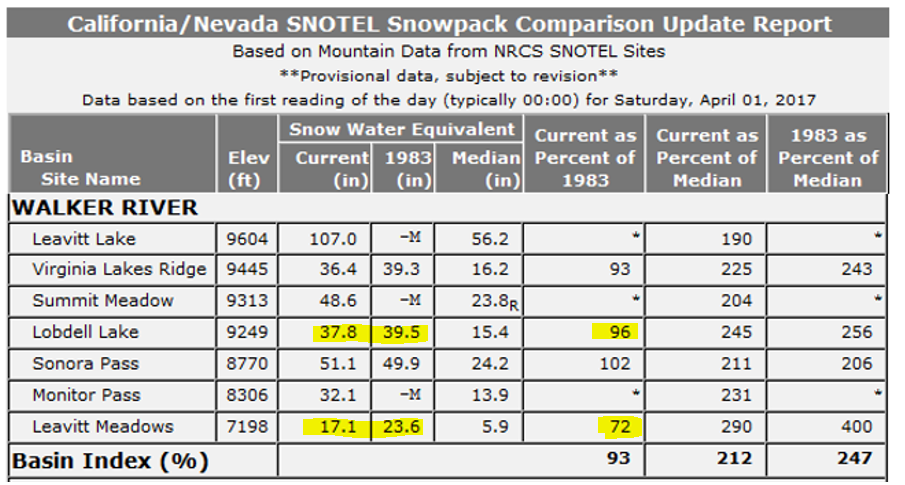 California/Nevada SNOTEL Snowpack Comparison Update Report
Based on Mountain Data from NRCS SNOTEL Sites
**Provisional data, subject to revision**
Data based on the first reading of the day (typically 00:00) for Saturday, April 01, 2017
Basin Site Name | Elev (ft) | Snow Water Equivalent Current (in) | 1983 (in) | Median (in) | Current as Percent of 1983 | Current as Percent of Median | 1983 as Percent of Median
WALKER RIVER
Leavitt Lake 9604 107.0 -M 56.2 * 190 *
Virginia Lakes Ridge 9445 36.4 39.3 16.2 93 225 243
Summit Meadow 9313 48.6 -M 23.8R * 204 *
Lobdell Lake 9249 37.8 39.5 15.4 96 245 256
Sonora Pass 8770 51.1 49.9 24.2 102 211 206
Monitor Pass 8306 32.1 -M 13.9 * 231 *
Leavitt Meadows 7198 17.1 23.6 5.9 72 290 400
Basin Index (%) 93 212 247